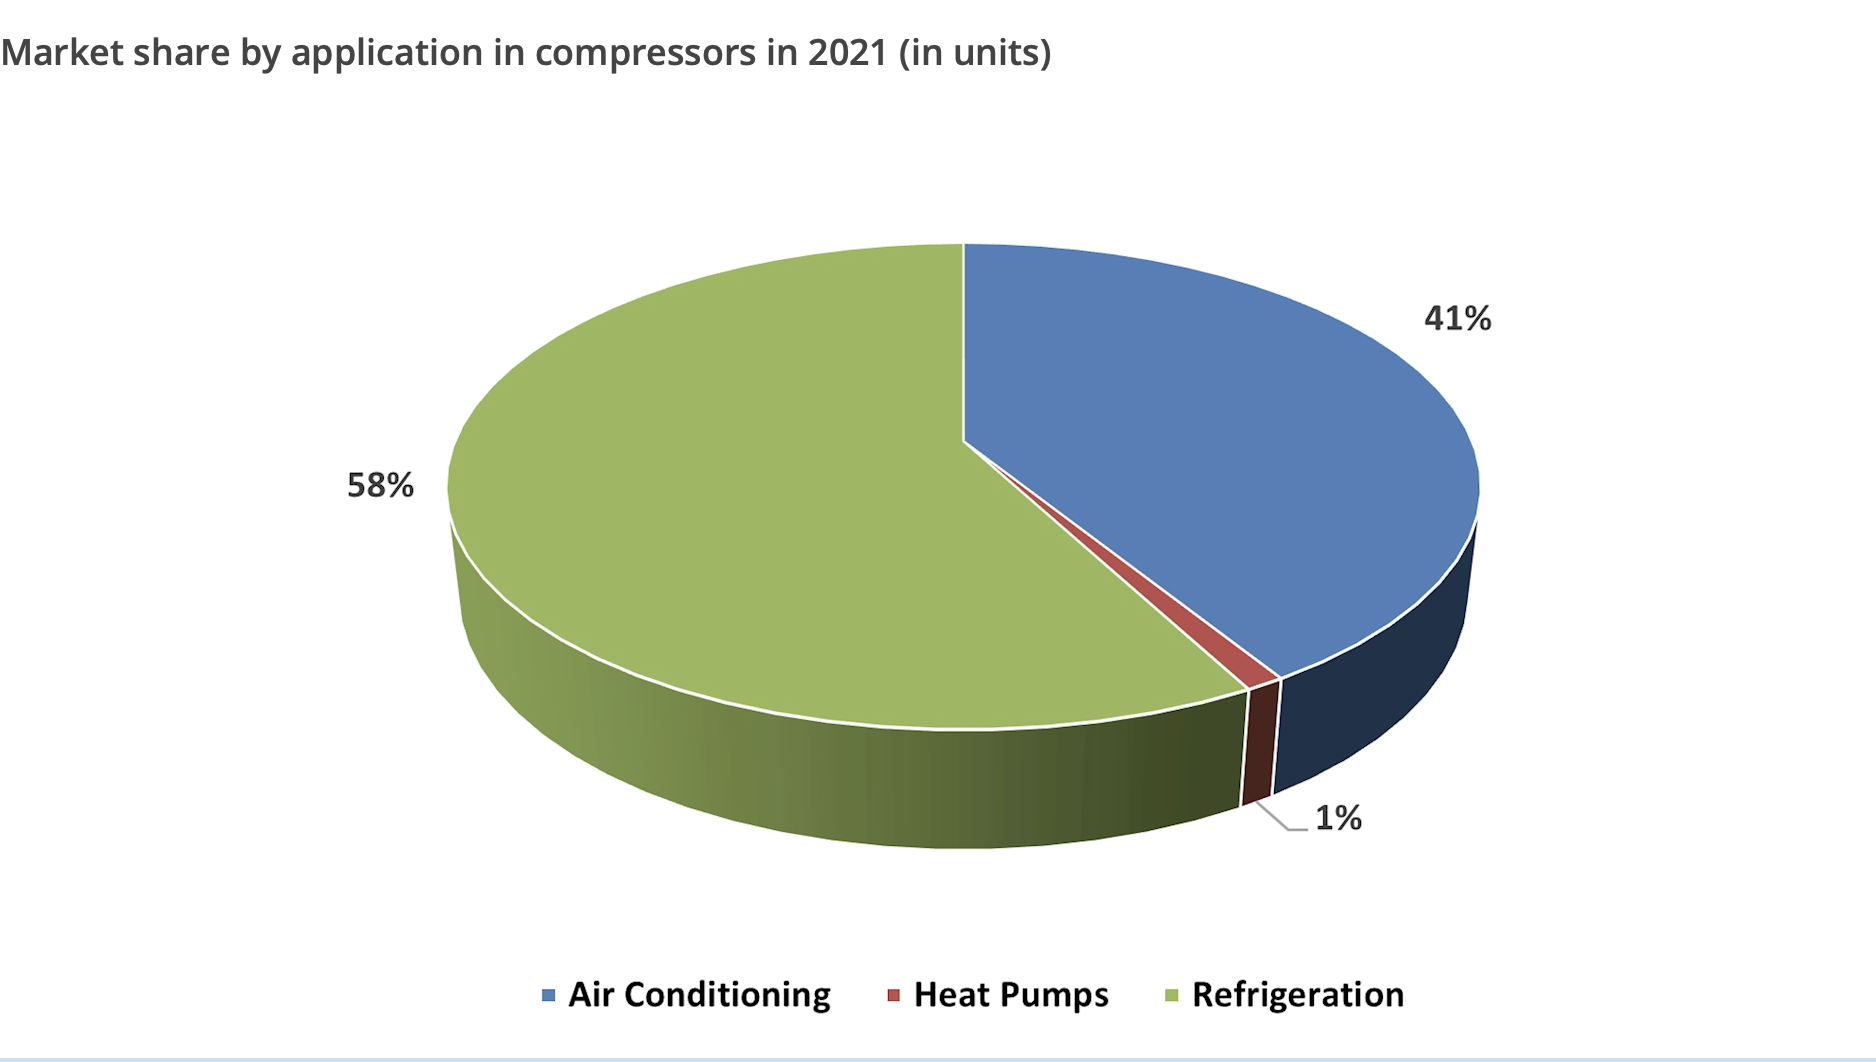 Market share by application in compressors in 2021 (in units)
41%
58%
1%
Air Conditioning Heat Pumps Refrigeration